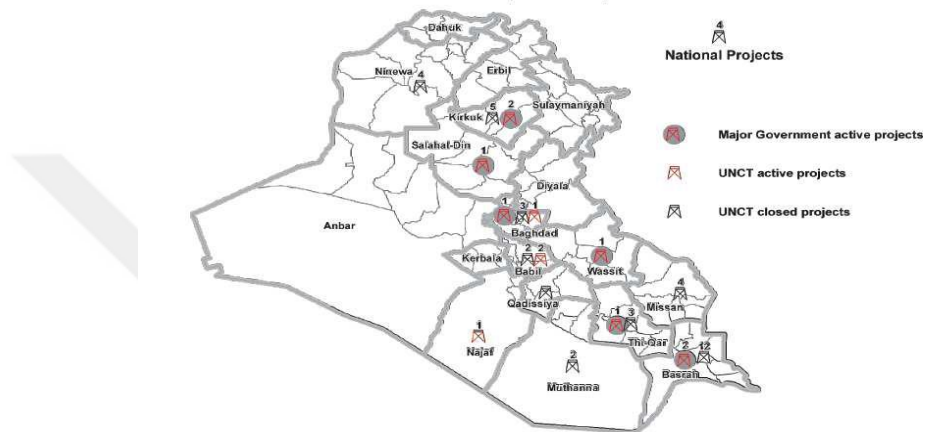 4
National Projects
Dahuk
Ninewa
4
Erbil
Sulaymaniyah
Kirkuk
5
2
Major Government active projects
Salahaf-Din
1
UNCT active projects
Diyala
UNCT closed projects
1
3
1
Baghdad
Anbar
Kerbala
2
2
Babil
1
Wassit
Qadissiya
4
Missan
1
3
Thi-Qar
1
Najaf
2
Muthanna
2
12
Basrah